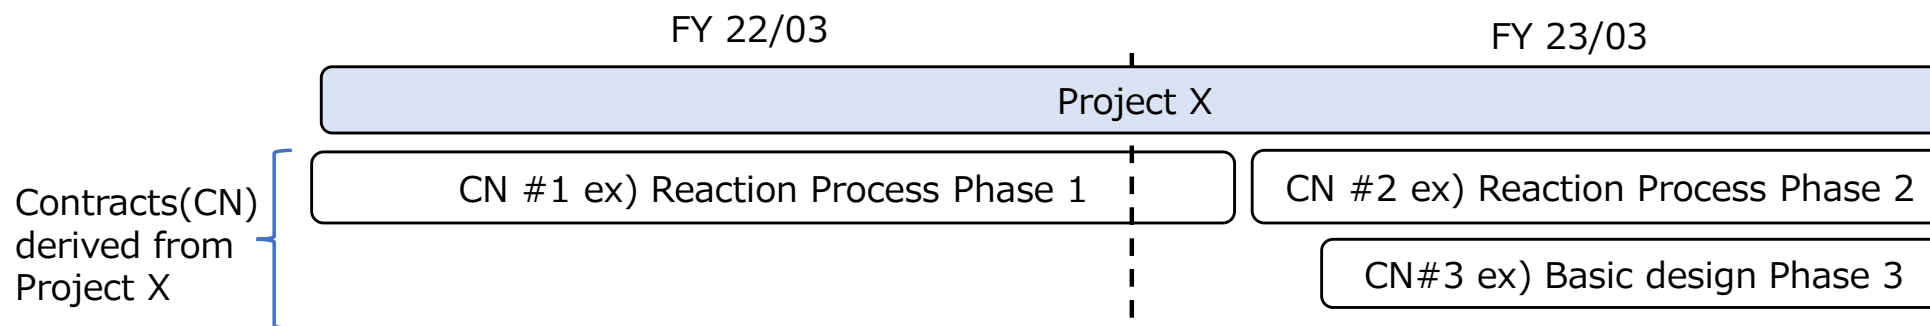 FY 22/03
FY 23/03
Project X
CN #1 ex) Reaction Process Phase 1
CN #2 ex) Reaction Process Phase 2
Contracts(CN)
derived from
Project X
CN#3 ex) Basic design Phase 3